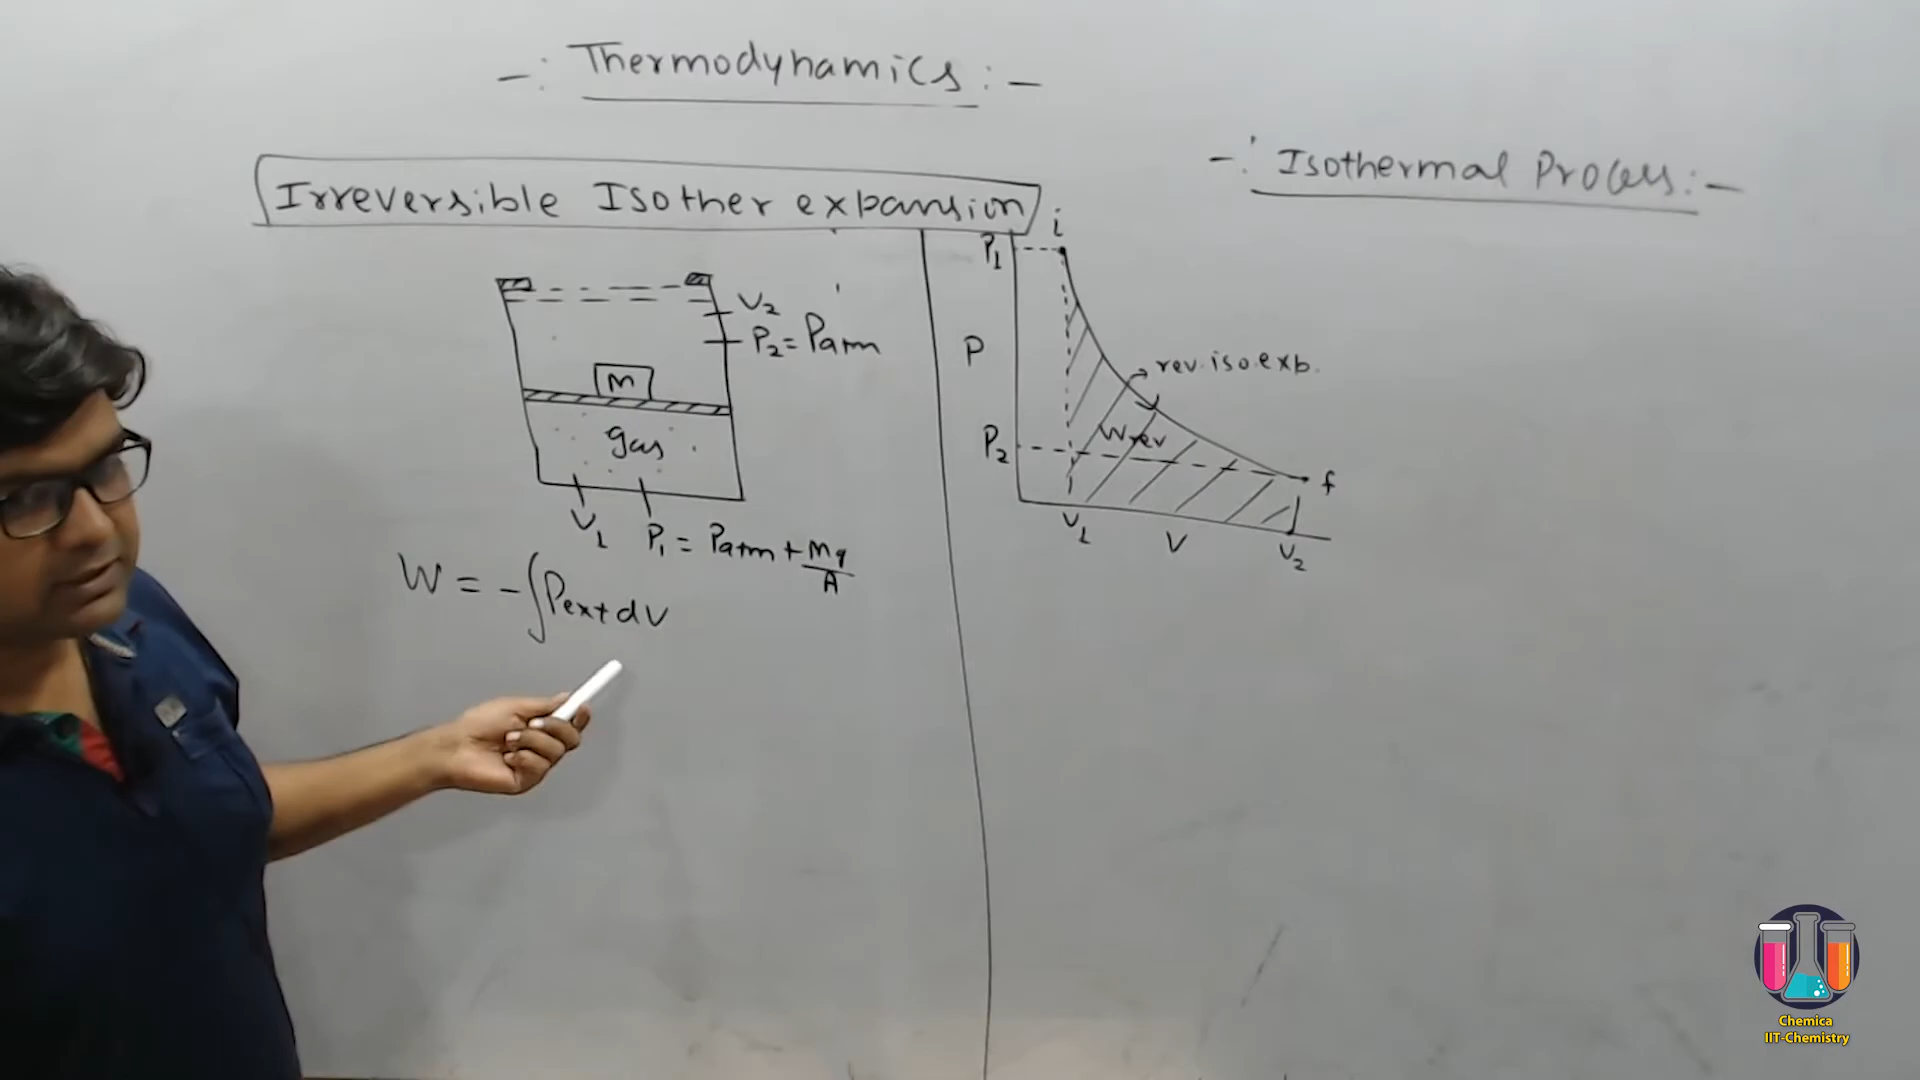 -: Thermodynamics :-
-: Isothermal Process :-
Irreversible Isother expansion
V2
P2 = Patm
m
gas
V1
P1 = Patm + Mg/A
W = -∫Pext dv
i
P1
P
rev. iso. exp.
Wrev
P2
f
V1
V
V2
Chemica
IIT-Chemistry